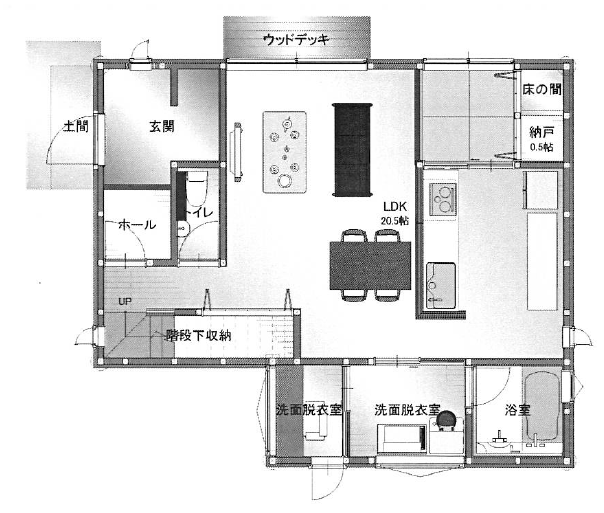 ウッドデッキ
床の間
土間
玄関
納戸
0.5帖
トイレ
ホール
LDK
20.5帖
UP
階段下収納
洗面脱衣室
洗面脱衣室
浴室